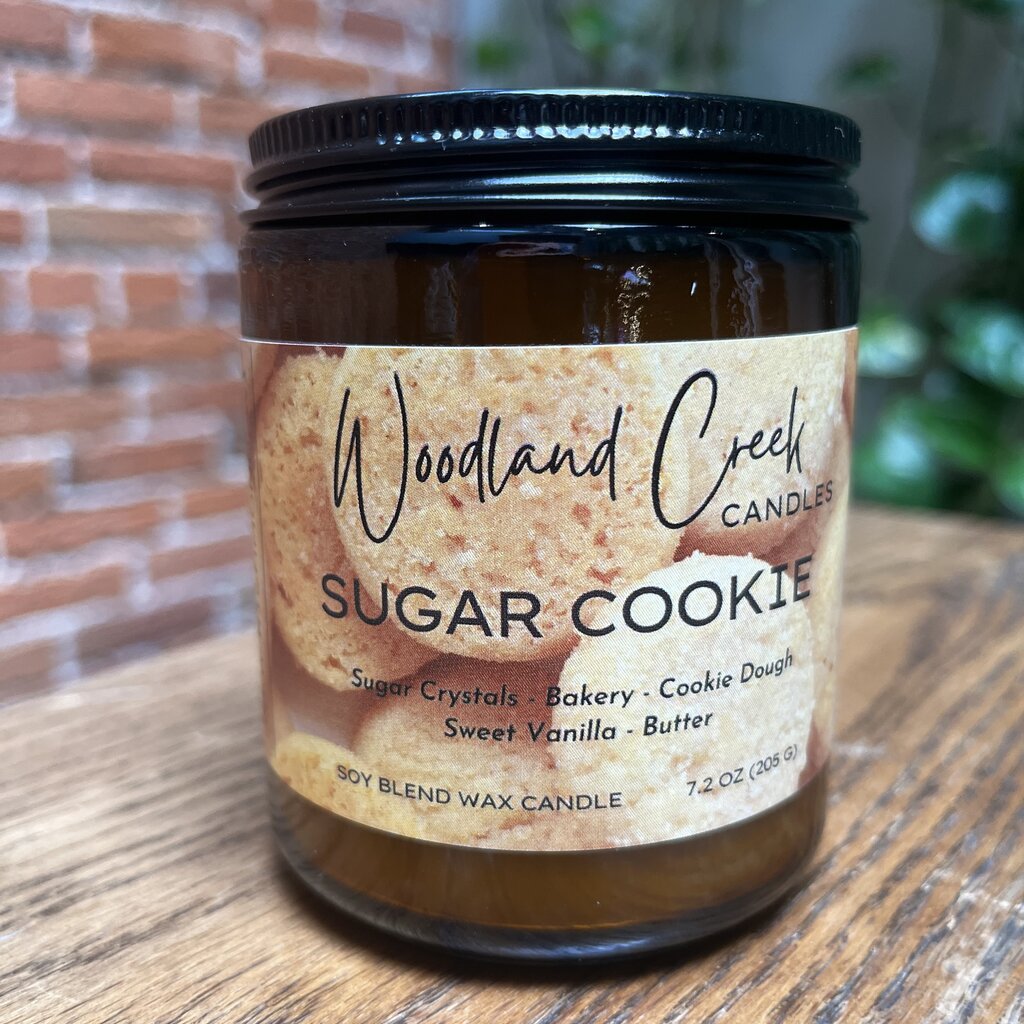 Woodland Creek
CANDLES
SUGAR COOKIE
Sugar Crystals - Bakery - Cookie Dough
Sweet Vanilla - Butter
SOY BLEND WAX CANDLE 7.2 OZ (205 G)